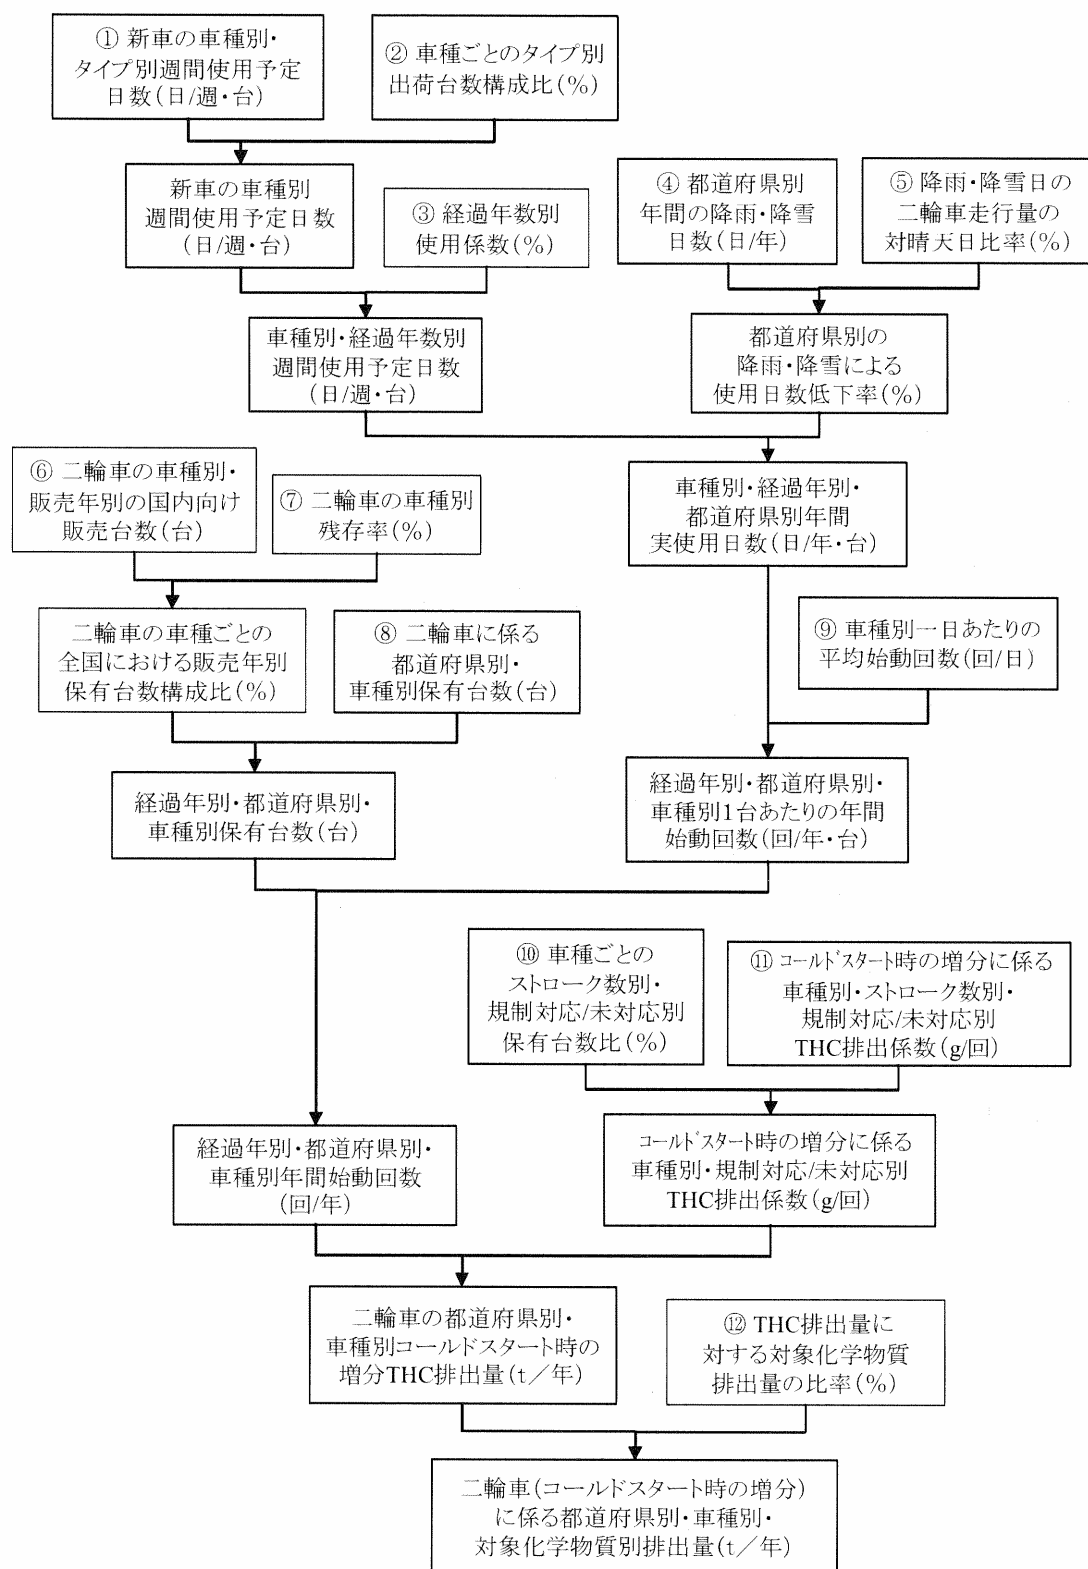 ① 新車の車種別・
タイプ別週間使用予定
日数(日/週・台)
② 車種ごとのタイプ別
出荷台数構成比(%)
新車の車種別
週間使用予定日数
(日/週・台)
③ 経過年数別
使用係数(%)
④ 都道府県別
年間の降雨・降雪
日数(日/年)
⑤ 降雨・降雪日の
二輪車走行量の
対晴天日比率(%)
車種別・経過年数別
週間使用予定日数
(日/週・台)
都道府県別の
降雨・降雪による
使用日数低下率(%)
⑥ 二輪車の車種別・
販売年別の国内向け
販売台数(台)
⑦ 二輪車の車種別
残存率(%)
車種別・経過年別・
都道府県別年間
実使用日数(日/年・台)
二輪車の車種ごとの
全国における販売年別
保有台数構成比(%)
⑧ 二輪車に係る
都道府県別・
車種別保有台数(台)
⑨ 車種別一日あたりの
平均始動回数(回/日)
経過年別・都道府県別・
車種別保有台数(台)
経過年別・都道府県別・
車種別1台あたりの年間
始動回数(回/年・台)
⑩ 車種ごとの
ストローク数別・
規制対応/未対応別
保有台数比(%)
⑪ コールドスタート時の増分に係る
車種別・ストローク数別・
規制対応/未対応別
THC排出係数(g/回)
経過年別・都道府県別・
車種別年間始動回数
(回/年)
コールドスタート時の増分に係る
車種別・規制対応/未対応別
THC排出係数(g/回)
二輪車の都道府県別・
車種別コールドスタート時の
増分THC排出量(t/年)
⑫ THC排出量に
対する対象化学物質
排出量の比率(%)
二輪車(コールドスタート時の増分)
に係る都道府県別・車種別・
対象化学物質別排出量(t/年)